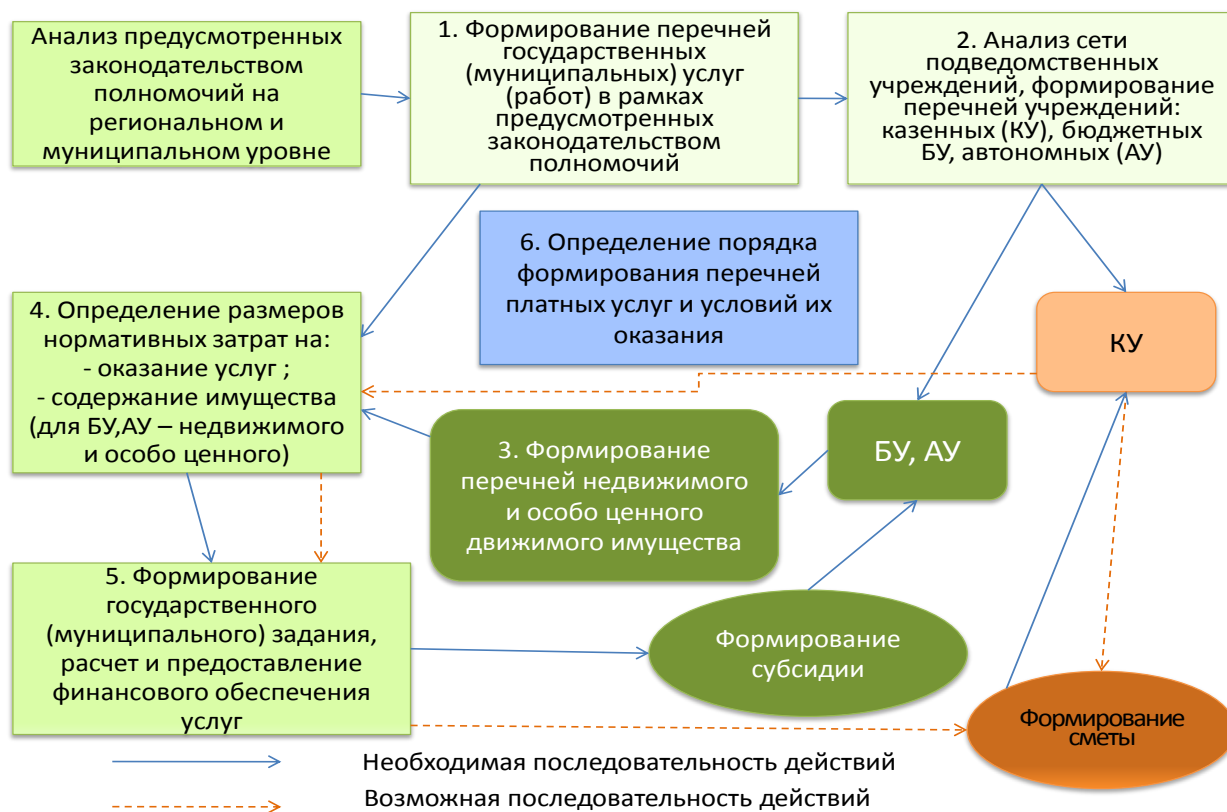 Анализ предусмотренных
законодательством
полномочий на
региональном и
муниципальном уровне
1. Формирование перечней
государственных
(муниципальных) услуг
(работ) в рамках
предусмотренных
законодательством
полномочий
2. Анализ сети
подведомственных
учреждений, формирование
перечней учреждений:
казенных (КУ), бюджетных
БУ, автономных (АУ)
6. Определение порядка
формирования перечней
платных услуг и условий их
оказания
4. Определение размеров
нормативных затрат на:
- оказание услуг ;
- содержание имущества
(для БУ,АУ – недвижимого
и особо ценного)
КУ
3. Формирование
перечней недвижимого
и особо ценного
движимого имущества
БУ, АУ
5. Формирование
государственного
(муниципального) задания,
расчет и предоставление
финансового обеспечения
услуг
Формирование
субсидии
Формирование
сметы
Необходимая последовательность действий
Возможная последовательность действий